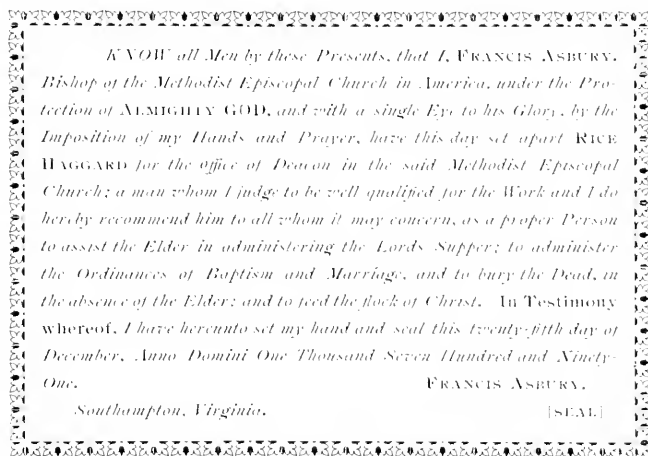 KNOW all Men by these Presents, that I, FRANCIS ASBURY,
Bishop of the Methodist Episcopal Church in America, under the Pro-
tection of ALMIGHTY GOD, and with a single Eye to his Glory, by the
Imposition of my Hands and Prayer, have this day set apart RICE
HAGGARD for the office of Deacon in the said Methodist Episcopal
Church; a man whom I judge to be well qualified for the Work and I do
hereby recommend him to all whom it may concern, as a proper Person
to assist the Elder in administering the Lords Supper; to administer
the Ordinances of Baptism and Marriage, and to bury the Dead, in
the absence of the Elder; and to feed the flock of Christ. In Testimony
whereof, I have hereunto set my hand and seal this twenty-fifth day of
December, Anno Domini One Thousand Seven Hundred and Ninety-
One. FRANCIS ASBURY.
Southampton, Virginia. [SEAL]